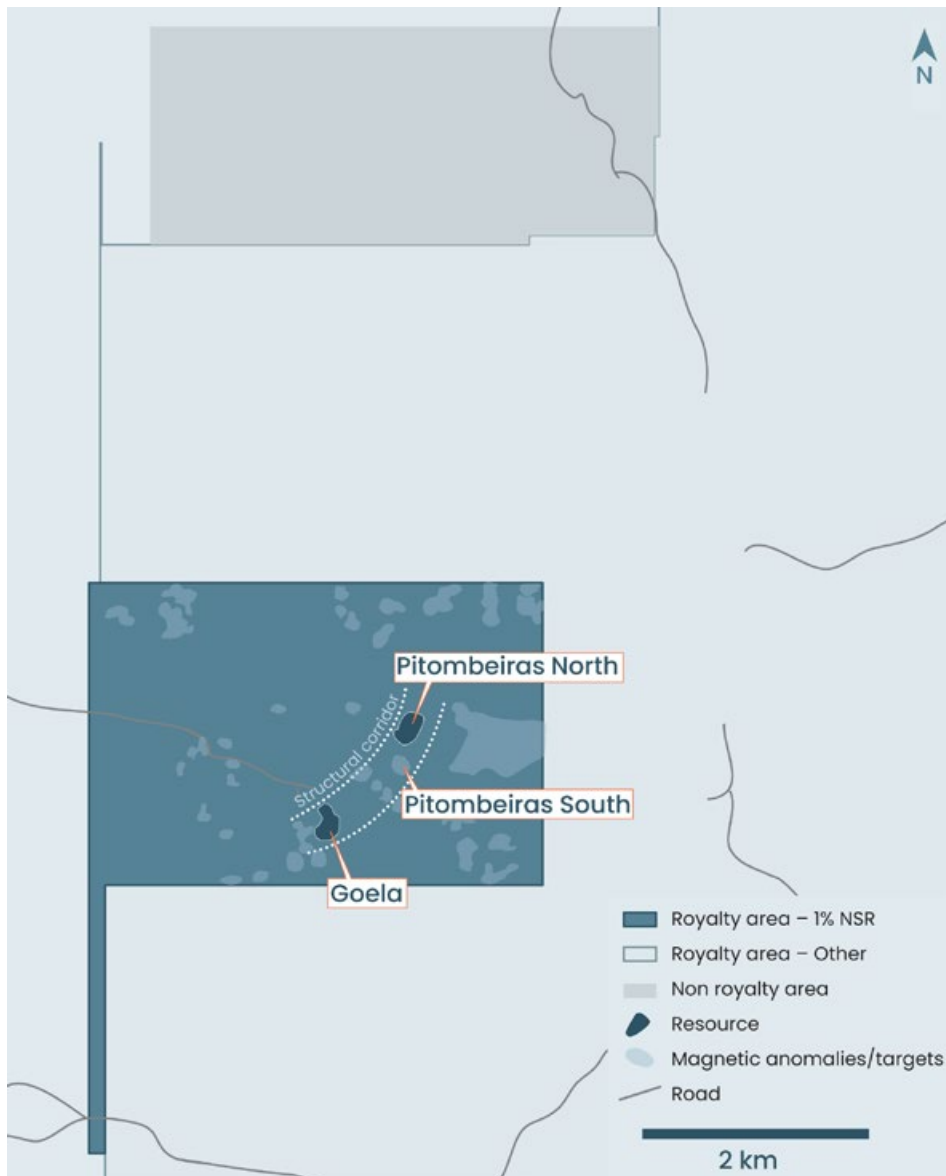 N
Pitombeiras North
Structural corridor
Pitombeiras South
Goela
Royalty area – 1% NSR
Royalty area – Other
Non royalty area
Resource
Magnetic anomalies/targets
Road
2 km